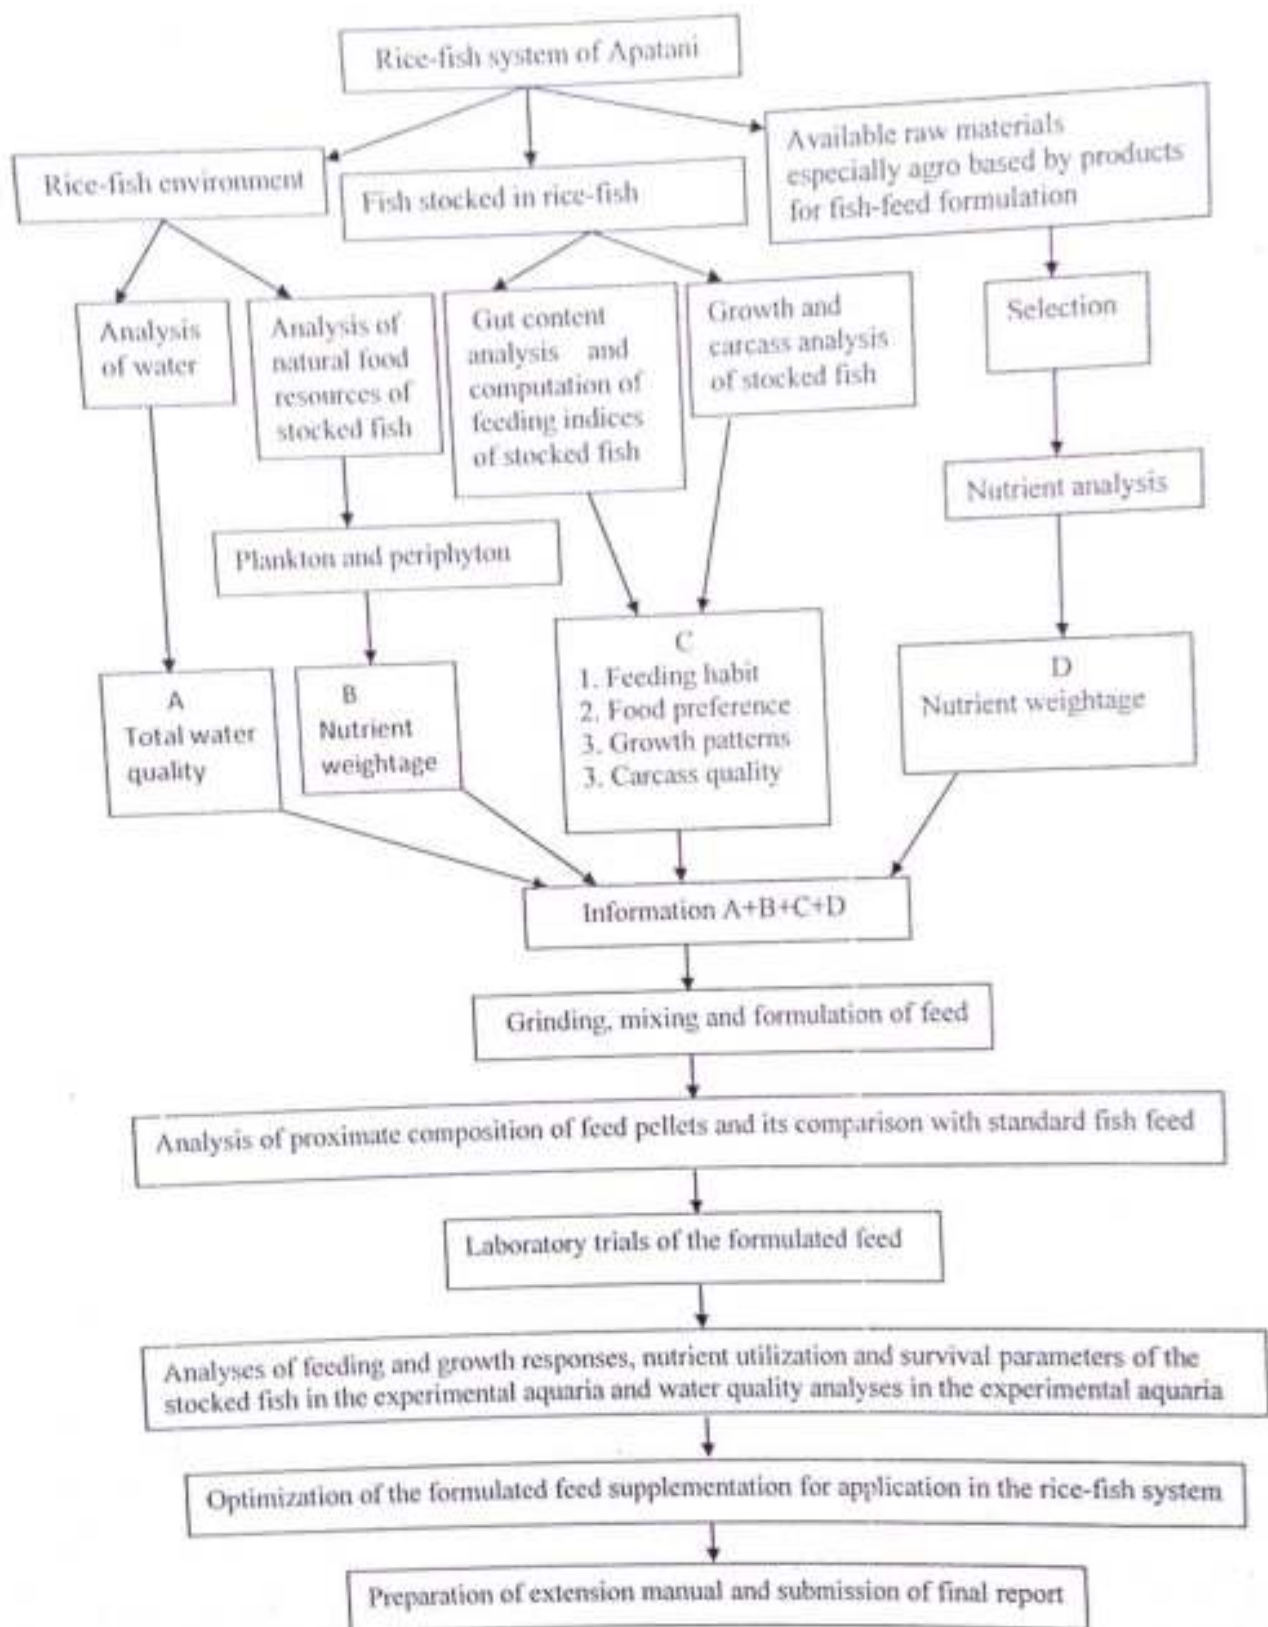 Rice-fish system of Apatani
Rice-fish environment
Fish stocked in rice-fish
Available raw materials
especially agro based by products
for fish-feed formulation
Analysis
of water
Analysis of
natural food
resources of
stocked fish
Gut content
analysis and
computation of
feeding indices
of stocked fish
Growth and
carcass analysis
of stocked fish
Selection
Nutrient analysis
Plankton and periphyton
A
Total water
quality
B
Nutrient
weightage
C
1. Feeding habit
2. Food preference
3. Growth patterns
3. Carcass quality
D
Nutrient weightage
Information A+B+C+D
Grinding, mixing and formulation of feed
Analysis of proximate composition of feed pellets and its comparison with standard fish feed
Laboratory trials of the formulated feed
Analyses of feeding and growth responses, nutrient utilization and survival parameters of the
stocked fish in the experimental aquaria and water quality analyses in the experimental aquaria
Optimization of the formulated feed supplementation for application in the rice-fish system
Preparation of extension manual and submission of final report